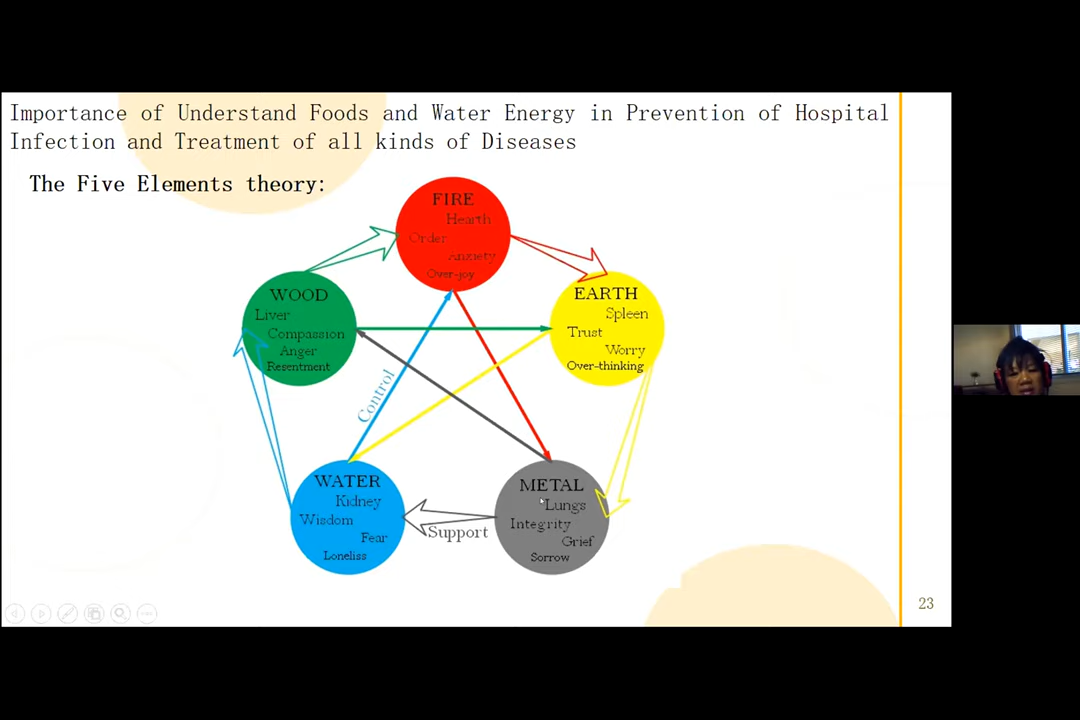 Importance of Understand Foods and Water Energy in Prevention of Hospital
Infection and Treatment of all kinds of Diseases
The Five Elements theory:
FIRE
Hearth
Order
Anxiety
Over-joy
WOOD
Liver
Compassion
Anger
Resentment
EARTH
Spleen
Trust
Worry
Over-thinking
Control
WATER
Kidney
Wisdom
Fear
Loneliss
Support
METAL
Lungs
Integrity
Grief
Sorrow
23